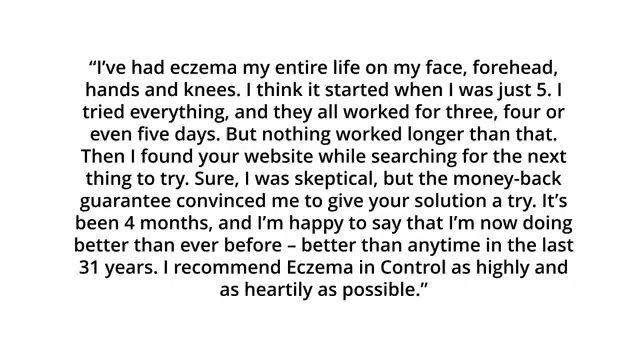 “I’ve had eczema my entire life on my face, forehead,
hands and knees. I think it started when I was just 5. I
tried everything, and they all worked for three, four or
even five days. But nothing worked longer than that.
Then I found your website while searching for the next
thing to try. Sure, I was skeptical, but the money-back
guarantee convinced me to give your solution a try. It’s
been 4 months, and I’m happy to say that I’m now doing
better than ever before – better than anytime in the last
31 years. I recommend Eczema in Control as highly and
as heartily as possible.”